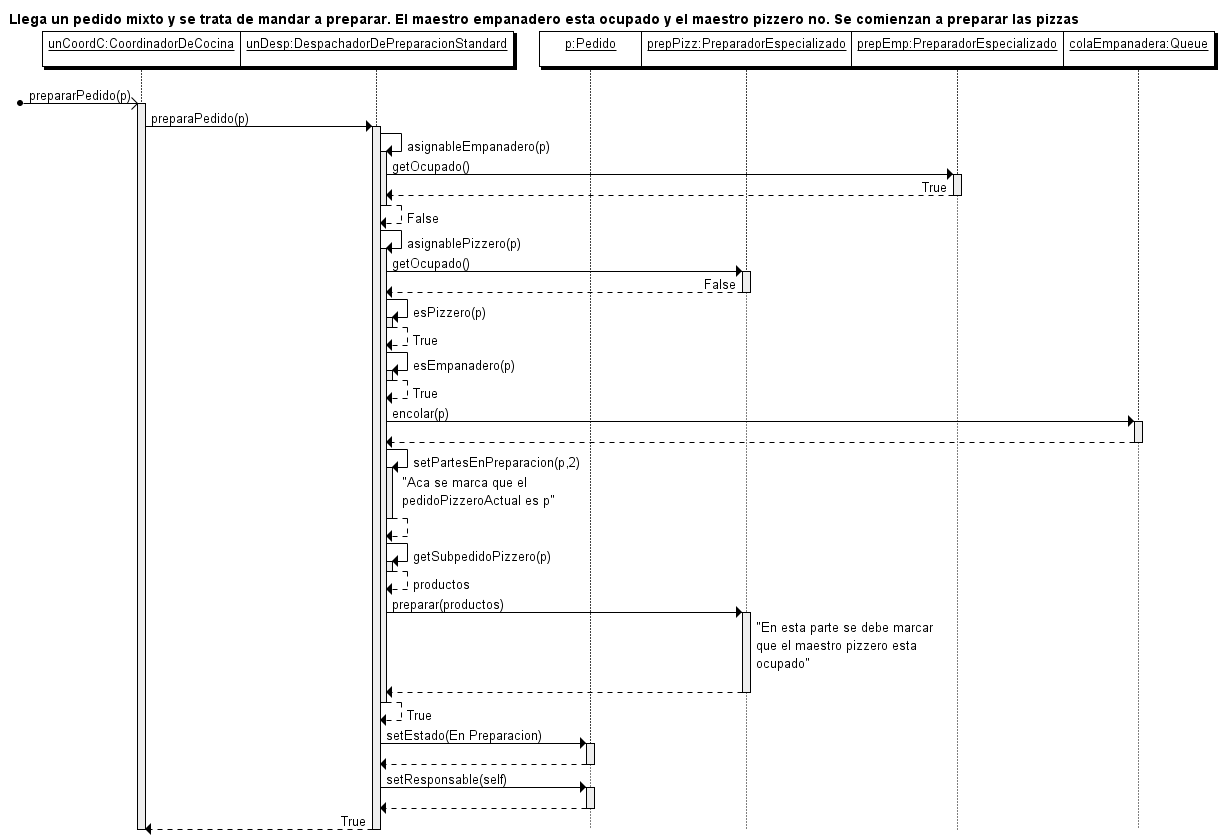 Llega un pedido mixto y se trata de mandar a preparar. El maestro empanadero esta ocupado y el maestro pizzero no. Se comienzan a preparar las pizzas
unCoordC:CoordinadorDeCocina
unDesp:DespachadorDePreparacionStandard
p:Pedido
prepPizz:PreparadorEspecializado
prepEmp:PreparadorEspecializado
colaEmpanadera:Queue
prepararPedido(p)
preparaPedido(p)
asignableEmpanadero(p)
getOcupado()
True
False
asignablePizzero(p)
getOcupado()
False
esPizzero(p)
True
esEmpanadero(p)
True
encolar(p)
setPartesEnPreparacion(p,2)
"Aca se marca que el
pedidoPizzeroActual es p"
getSubpedidoPizzero(p)
productos
preparar(productos)
"En esta parte se debe marcar
que el maestro pizzero esta
ocupado"
True
setEstado(En Preparacion)
setResponsable(self)
True